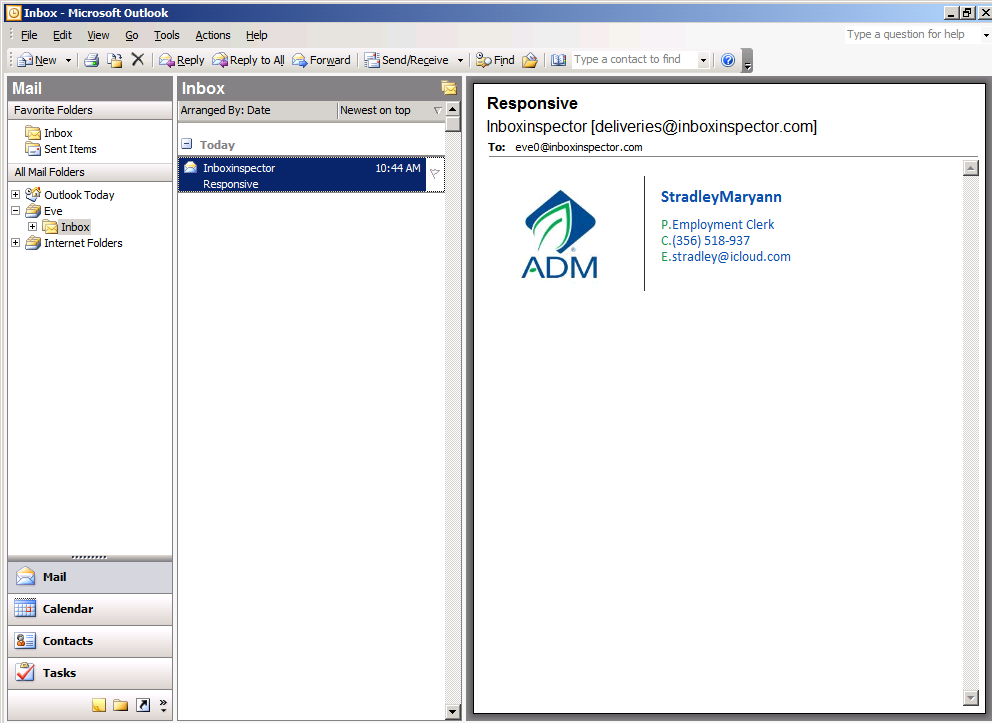 Inbox - Microsoft Outlook
File Edit View Go Tools Actions Help
Type a question for help
New Reply Reply to All Forward Send/Receive Find Type a contact to find
Mail
Favorite Folders
Inbox
Sent Items
All Mail Folders
Outlook Today
Eve
Inbox
Internet Folders
Mail
Calendar
Contacts
Tasks
Inbox
Arranged By: Date Newest on top
Today
Inboxinspector 10:44 AM
Responsive
Responsive
Inboxinspector [deliveries@inboxinspector.com]
To: eve0@inboxinspector.com
ADM
StradleyMaryann
P.Employment Clerk
C.(356) 518-937
E.stradley@icloud.com